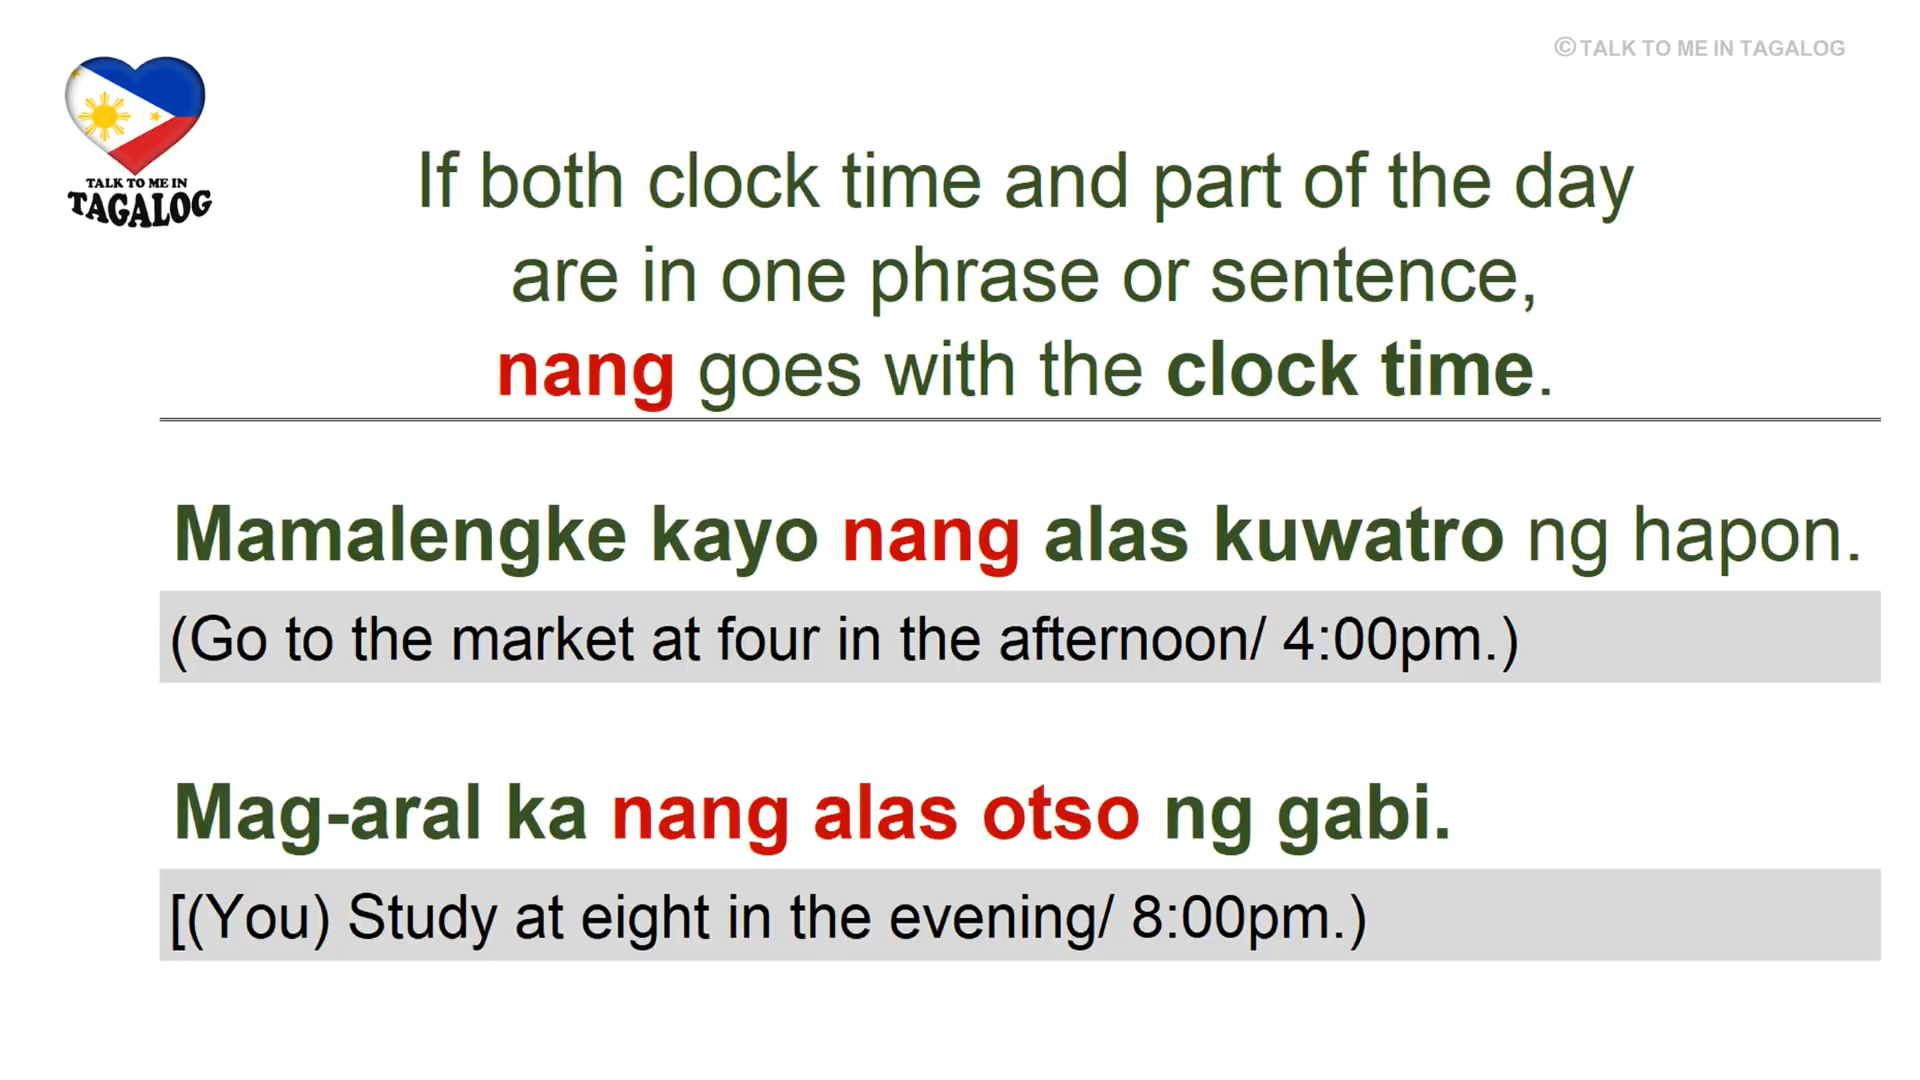 ©TALK TO ME IN TAGALOG
TALK TO ME IN
TAGALOG
If both clock time and part of the day
are in one phrase or sentence,
nang goes with the clock time.
Mamalengke kayo nang alas kuwatro ng hapon.
(Go to the market at four in the afternoon/ 4:00pm.)
Mag-aral ka nang alas otso ng gabi.
[(You) Study at eight in the evening/ 8:00pm.)